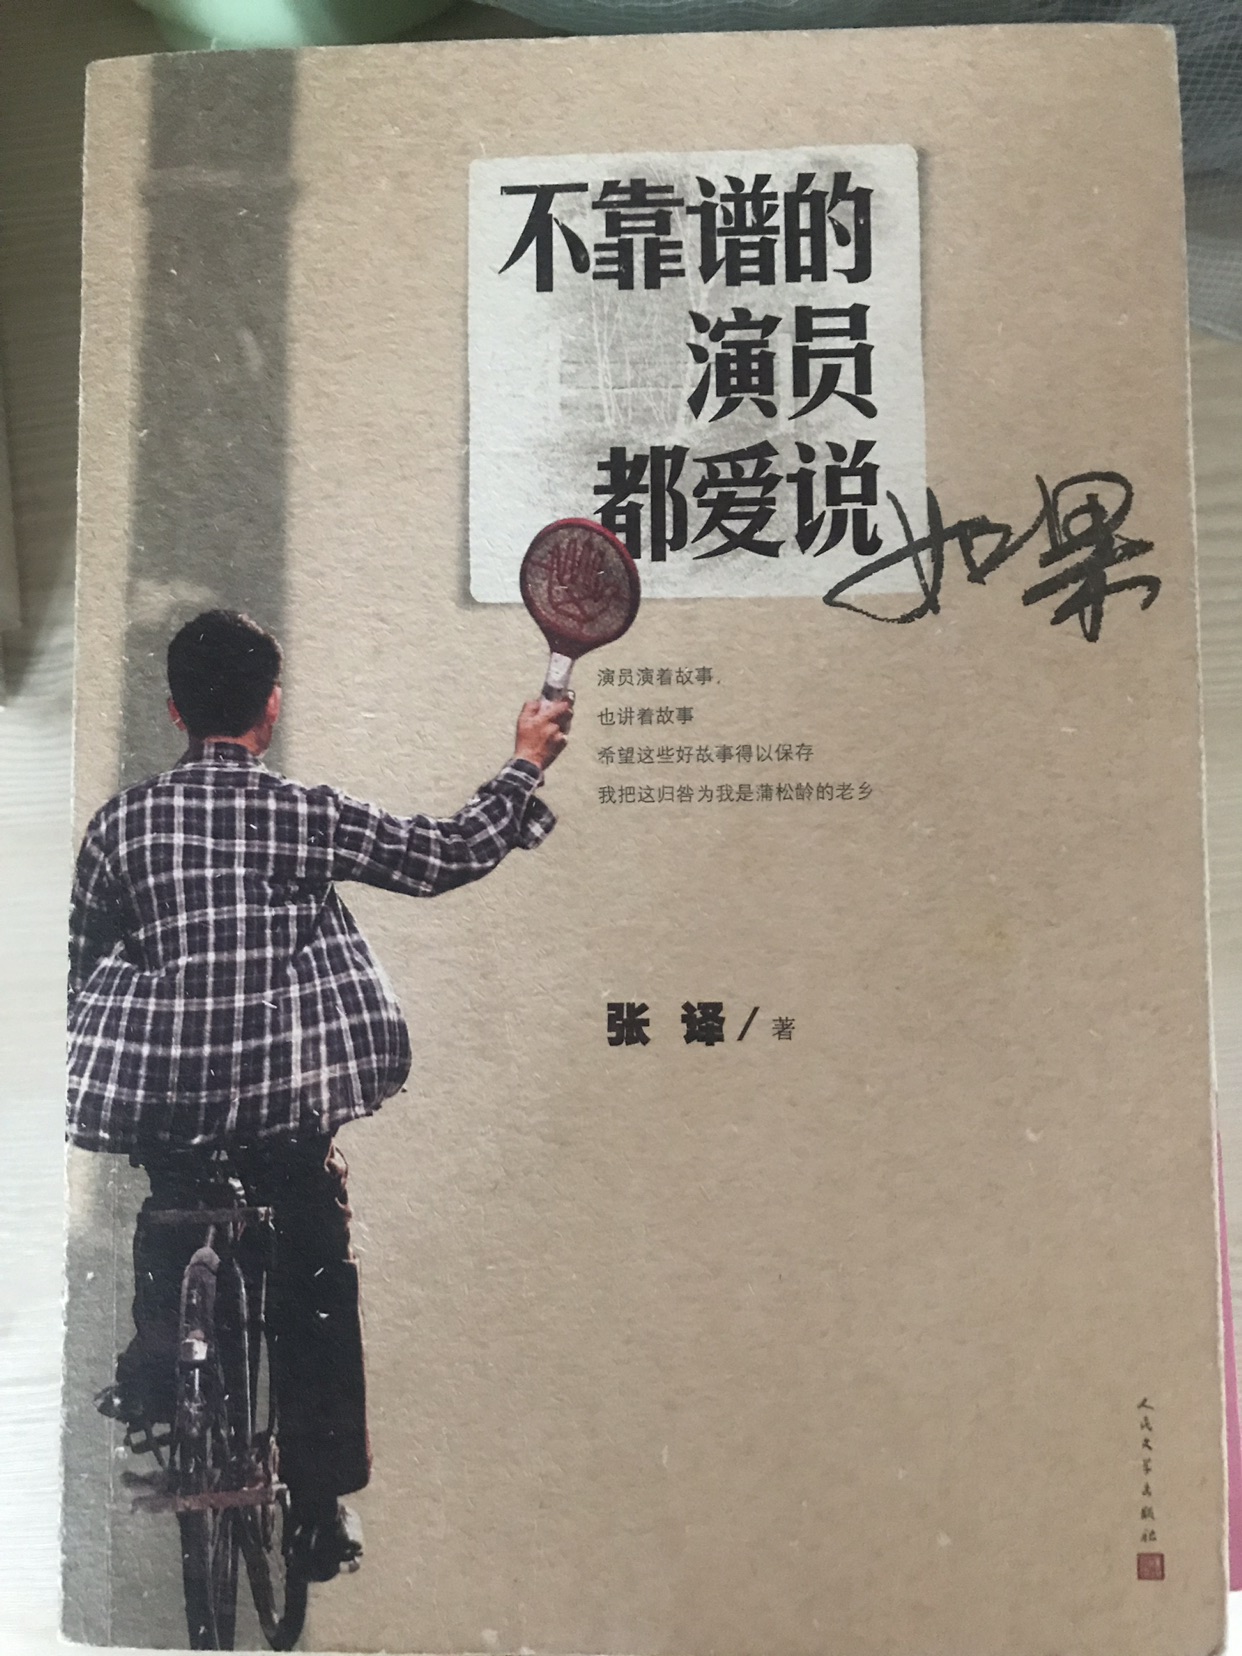 不靠谱的
演员
都爱说
如果
演员演着故事,
也讲着故事
希望这些好故事得以保存
我把这归咎为我是蒲松龄的老乡
张 译/著
人民文学出版社